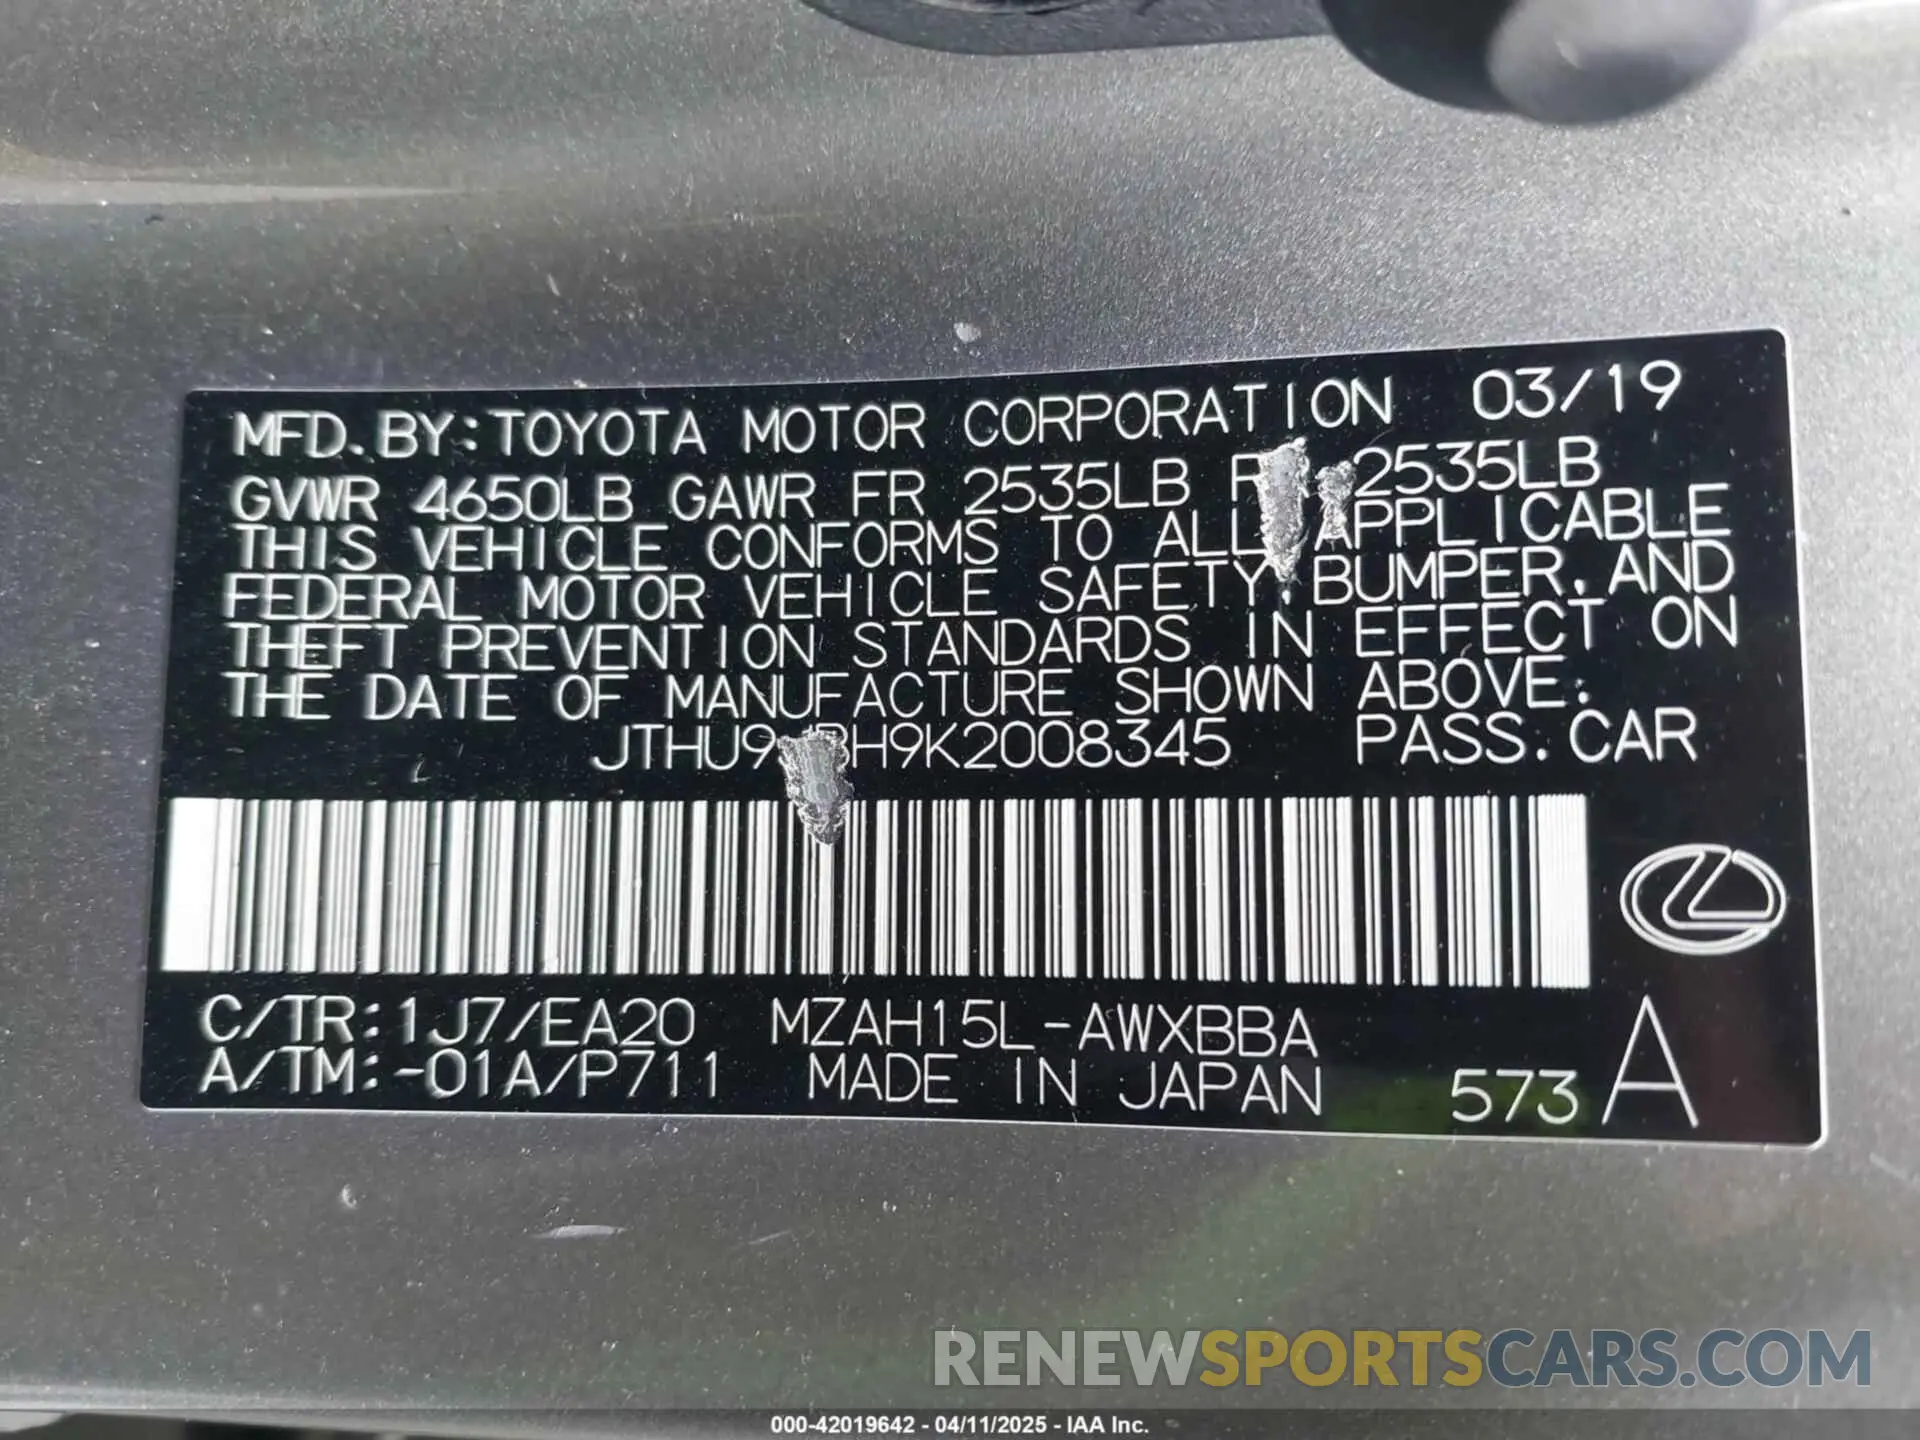 MFD. BY: TOYOTA MOTOR CORPORATION 03/19
GVWR 4650LB GAWR FR 2535LB 2535LB
THIS VEHICLE CONFORMS TO ALL APPLICABLE
FEDERAL MOTOR VEHICLE SAFETY, BUMPER, AND
THEFT PREVENTION STANDARDS IN EFFECT ON
THE DATE OF MANUFACTURE SHOWN ABOVE.
PASS. CAR
C/TR: 1J7/EA20 MZAH15L-AWXBBA
A/TM: -01A/P711 MADE IN JAPAN 573 A
RENEWSPORTSCARS.COM
000-42019642 - 04/11/2025 - IAA Inc.